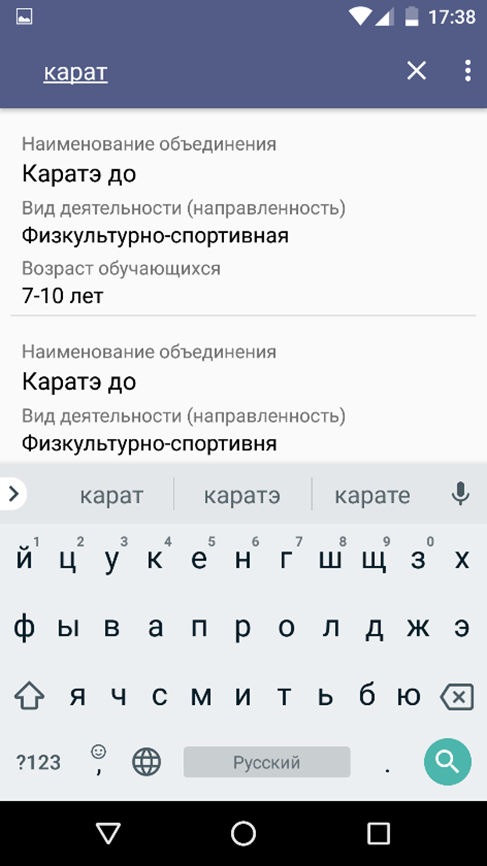 17:38
карат
Наименование объединения
Каратэ до
Вид деятельности (направленность)
Физкультурно-спортивная
Возраст обучающихся
7-10 лет
Наименование объединения
Каратэ до
Вид деятельности (направленность)
Физкультурно-спортивня
карат каратэ карате
1 2 3 4 5 6 7 8 9 0
й ц у к е н г ш щ з х
ф ы в а п р о л д ж э
я ч с м и т ь б ю
?123 , Русский .